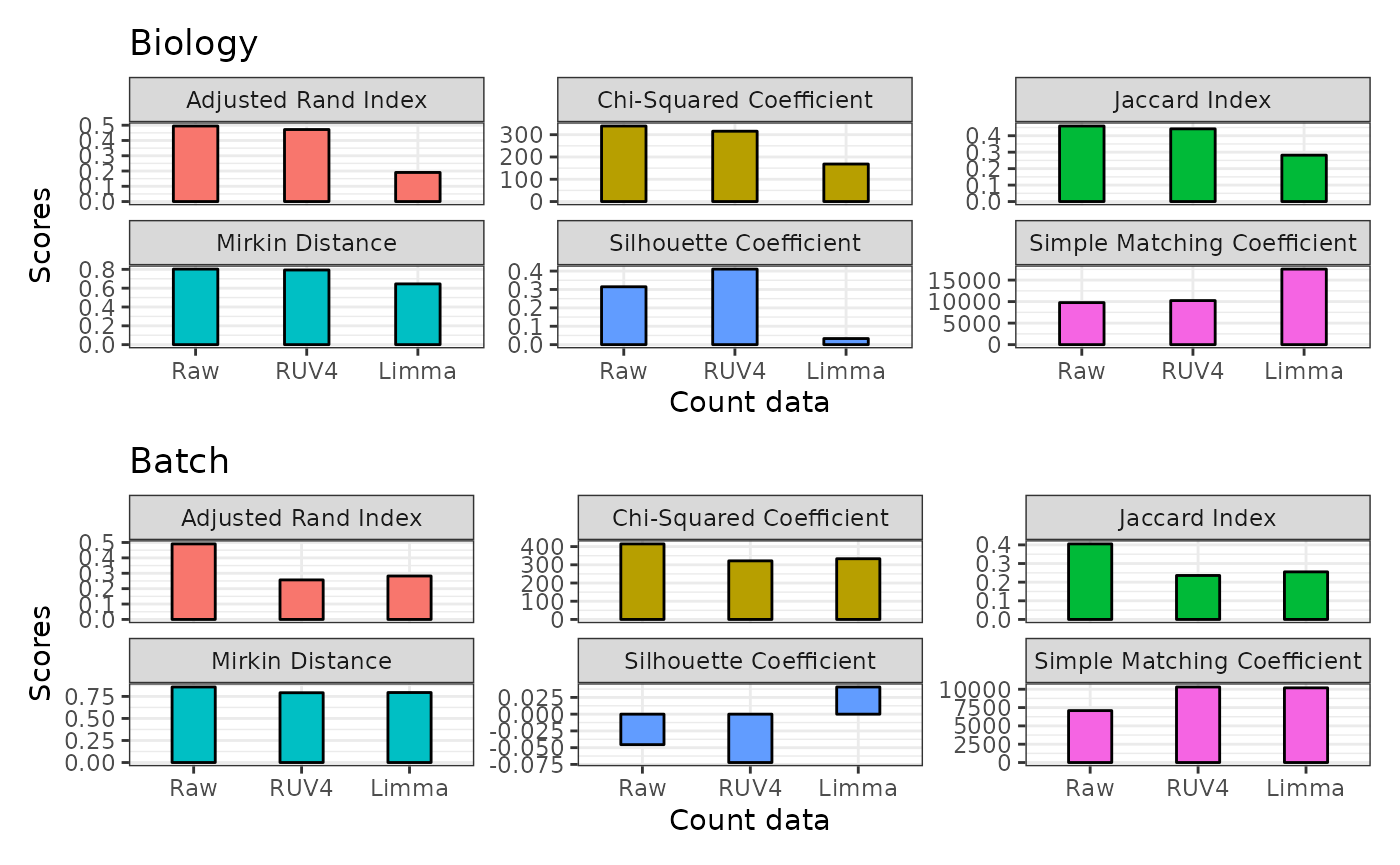 Biology
Adjusted Rand Index Chi-Squared Coefficient Jaccard Index
0.5 0.4 0.3 0.2 0.1 0.0
300 200 100 0
0.4 0.3 0.2 0.1 0.0
Scores
Mirkin Distance Silhouette Coefficient Simple Matching Coefficient
0.8 0.6 0.4 0.2 0.0
0.4 0.3 0.2 0.1 0.0
15000 10000 5000 0
Raw RUV4 Limma Raw RUV4 Limma Raw RUV4 Limma
Count data
Batch
Adjusted Rand Index Chi-Squared Coefficient Jaccard Index
0.5 0.4 0.3 0.2 0.1 0.0
400 300 200 100 0
0.4 0.3 0.2 0.1 0.0
Scores
Mirkin Distance Silhouette Coefficient Simple Matching Coefficient
0.75 0.50 0.25 0.00
0.025 0.000 -0.025 -0.050 -0.075
10000 7500 5000 2500 0
Raw RUV4 Limma Raw RUV4 Limma Raw RUV4 Limma
Count data